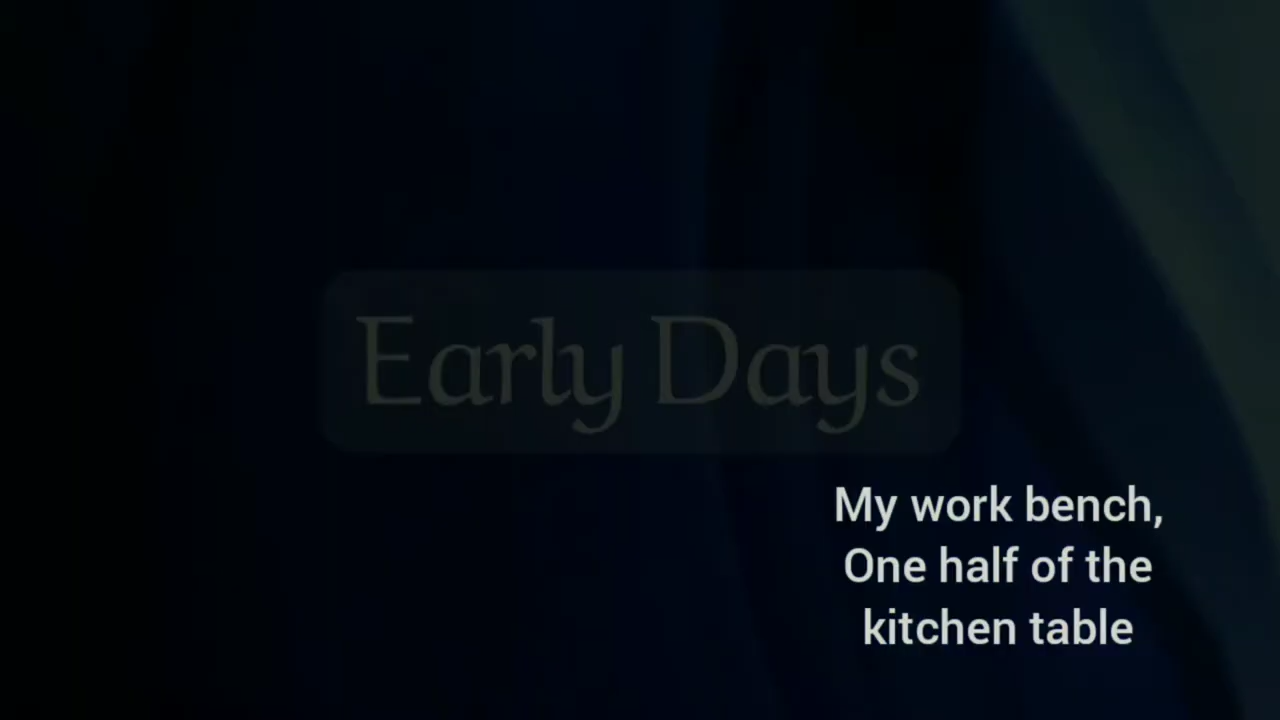 Early Days
My work bench,
One half of the
kitchen table